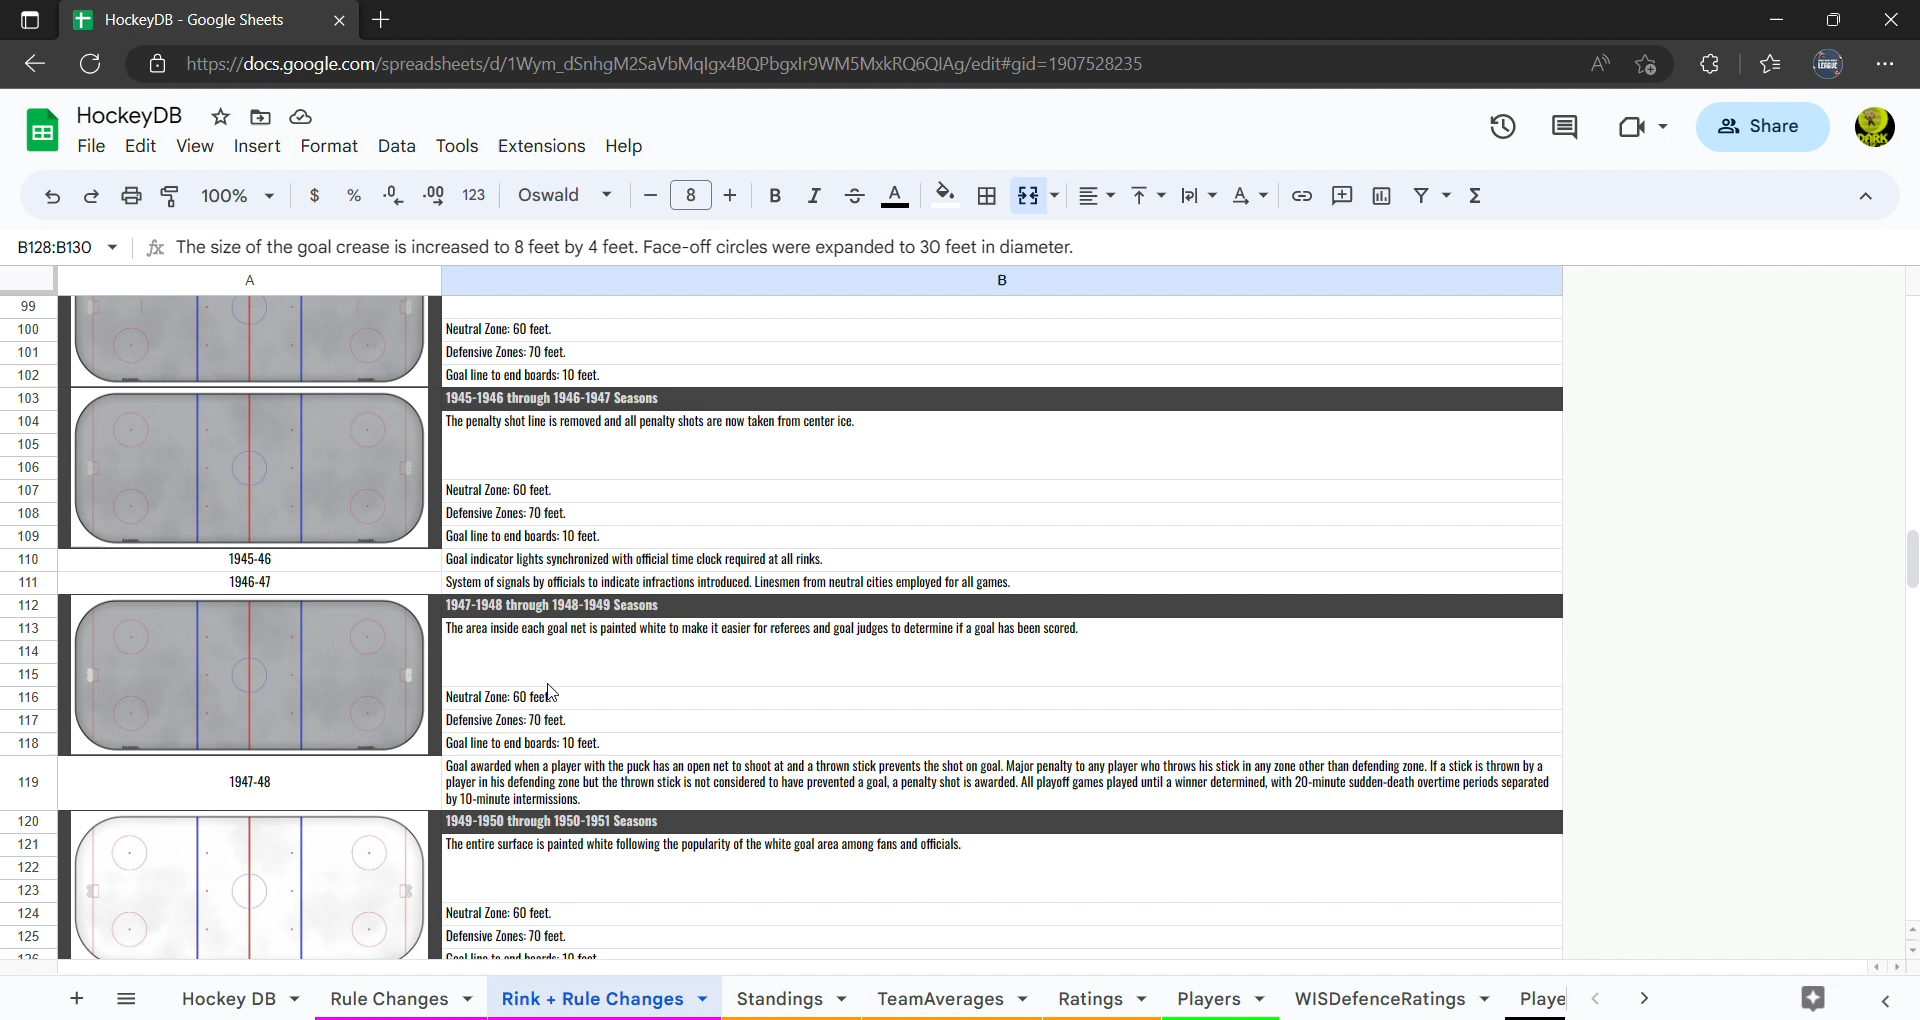 HockeyDB - Google Sheets
https://docs.google.com/spreadsheets/d/1Wym_dSnhgM2SaVbMqlgx4BQPbgxIr9WM5MxkRQ6QIAg/edit#gid=1907528235
HockeyDB
File Edit View Insert Format Data Tools Extensions Help
Share
100% $ % .0 .00 123 Oswald 8 B I A
B128:B130 fx The size of the goal crease is increased to 8 feet by 4 feet. Face-off circles were expanded to 30 feet in diameter.
A B
99
100 Neutral Zone: 60 feet.
101 Defensive Zones: 70 feet.
102 Goal line to end boards: 10 feet.
103 1945-1946 through 1946-1947 Seasons
104 The penalty shot line is removed and all penalty shots are now taken from center ice.
105
106
107 Neutral Zone: 60 feet.
108 Defensive Zones: 70 feet.
109 Goal line to end boards: 10 feet.
110 1945-46 Goal indicator lights synchronized with official time clock required at all rinks.
111 1946-47 System of signals by officials to indicate infractions introduced. Linesmen from neutral cities employed for all games.
112 1947-1948 through 1948-1949 Seasons
113 The area inside each goal net is painted white to make it easier for referees and goal judges to determine if a goal has been scored.
114
115
116 Neutral Zone: 60 feet.
117 Defensive Zones: 70 feet.
118 Goal line to end boards: 10 feet.
Goal awarded when a player with the puck has an open net to shoot at and a thrown stick prevents the shot on goal. Major penalty to any player who throws his stick in any zone other than defending zone. If a stick is thrown by a
119 1947-48 player in his defending zone but the thrown stick is not considered to have prevented a goal, a penalty shot is awarded. All playoff games played until a winner determined, with 20-minute sudden-death overtime periods separated
by 10-minute intermissions.
120 1949-1950 through 1950-1951 Seasons
121 The entire surface is painted white following the popularity of the white goal area among fans and officials.
122
123
124 Neutral Zone: 60 feet.
125 Defensive Zones: 70 feet.
126 Goal line to end boards: 10 feet
Hockey DB Rule Changes Rink + Rule Changes Standings TeamAverages Ratings Players WISDefenceRatings Playe